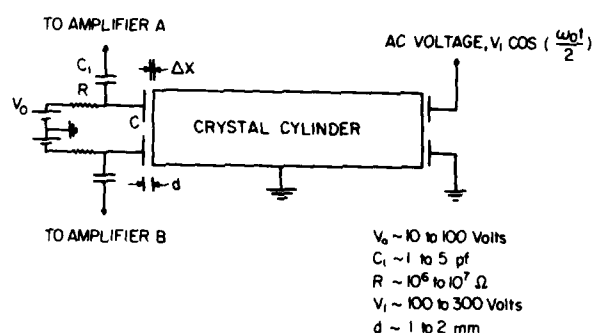 TO AMPLIFIER A
AC VOLTAGE, V₁ COS (ω₀t/2)
C₁
ΔX
R
V₀
C
CRYSTAL CYLINDER
d
TO AMPLIFIER B
V₀ ~ 10 to 100 Volts
C₁ ~ 1 to 5 pf
R ~ 10⁶ to 10⁷ Ω
V₁ ~ 100 to 300 Volts
d ~ 1 to 2 mm